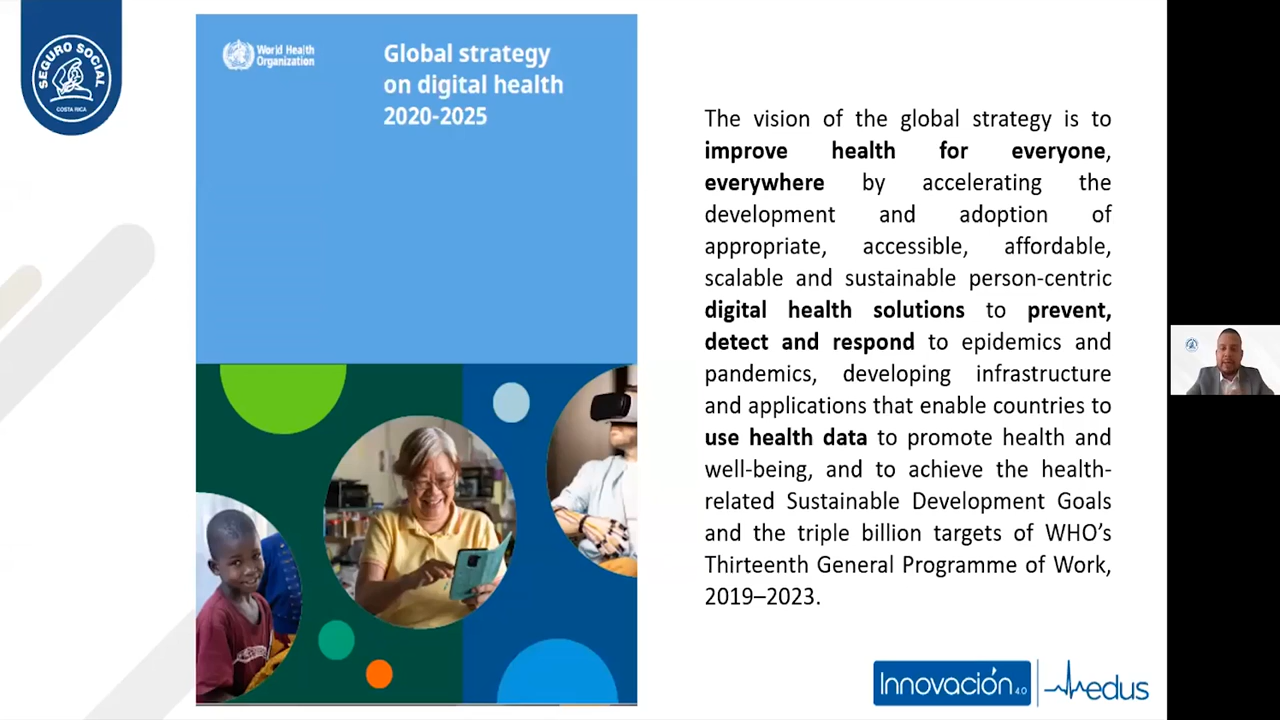 SEGURO SOCIAL
COSTA RICA
World Health
Organization
Global strategy
on digital health
2020-2025
The vision of the global strategy is to
improve health for everyone,
everywhere by accelerating the
development and adoption of
appropriate, accessible, affordable,
scalable and sustainable person-centric
digital health solutions to prevent,
detect and respond to epidemics and
pandemics, developing infrastructure
and applications that enable countries to
use health data to promote health and
well-being, and to achieve the health-
related Sustainable Development Goals
and the triple billion targets of WHO’s
Thirteenth General Programme of Work,
2019–2023.
Innovación 4.0
edus